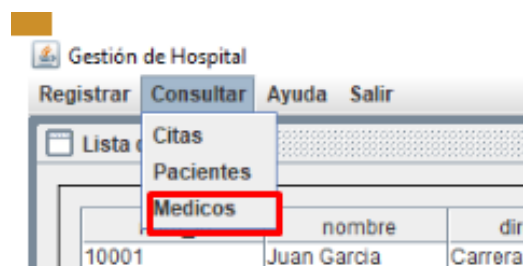 Gestión de Hospital
Registrar Consultar Ayuda Salir
Lista
Citas
Pacientes
Medicos
nombre
10001 Juan Garcia Carrera